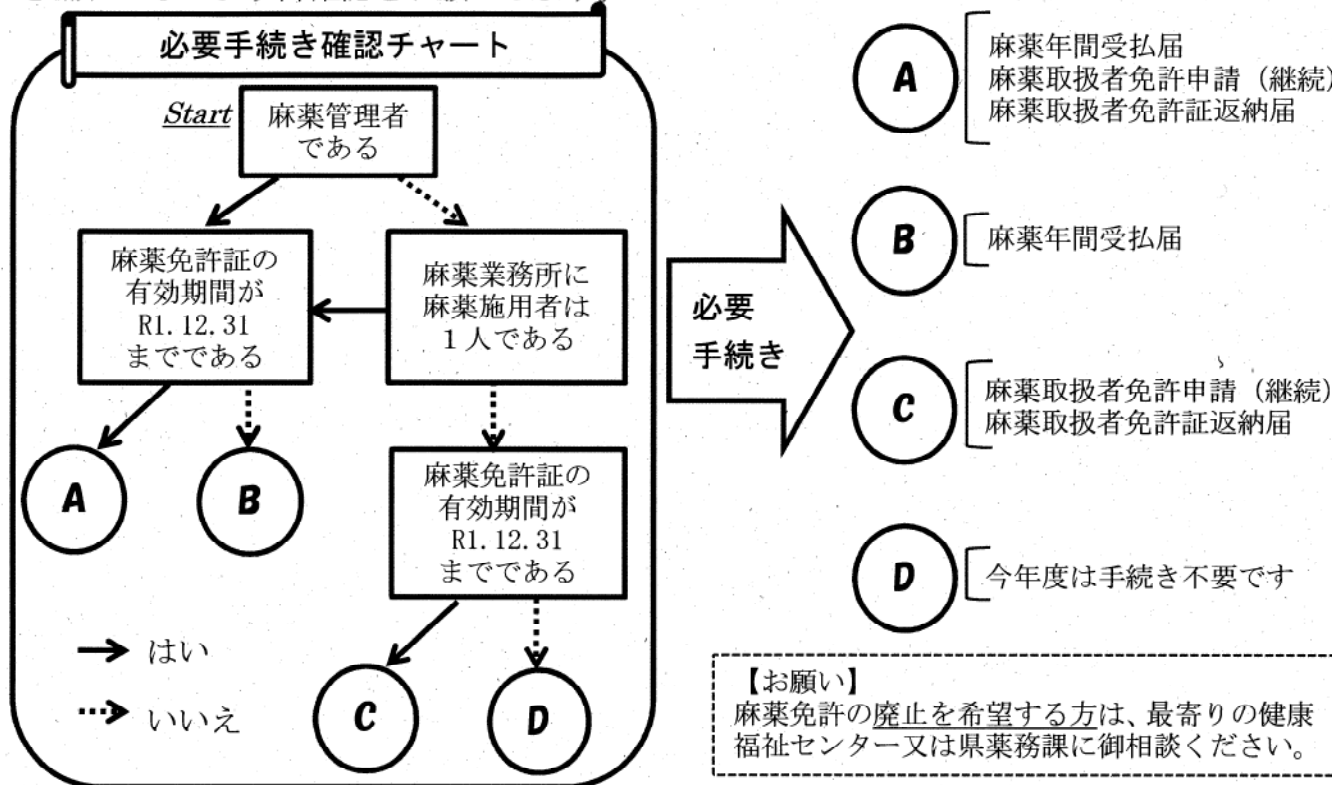 必要手続き確認チャート
Start
麻薬管理者
である
麻薬免許証の
有効期間が
R1.12.31
までである
麻薬業務所に
麻薬施用者は
1人である
A
B
麻薬免許証の
有効期間が
R1.12.31
までである
C
D
はい
いいえ
必要
手続き
A
麻薬年間受払届
麻薬取扱者免許申請（継続）
麻薬取扱者免許証返納届
B
麻薬年間受払届
C
麻薬取扱者免許申請（継続）
麻薬取扱者免許証返納届
D
今年度は手続き不要です
【お願い】
麻薬免許の廃止を希望する方は、最寄りの健康
福祉センター又は県薬務課に御相談ください。